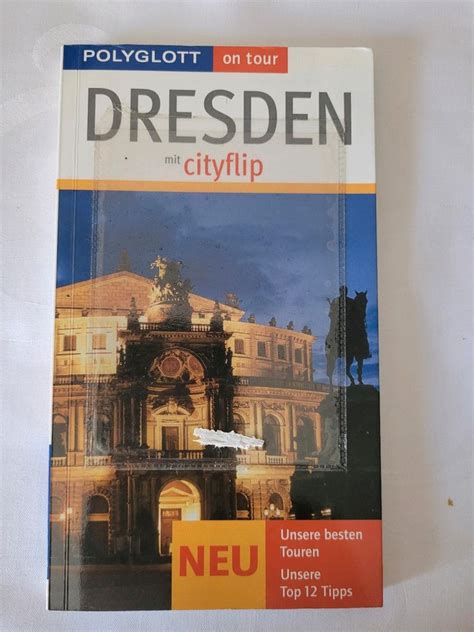 POLYGLOTT on tour
DRESDEN
mit cityflip
NEU
Unsere besten
Touren
Unsere
Top 12 Tipps